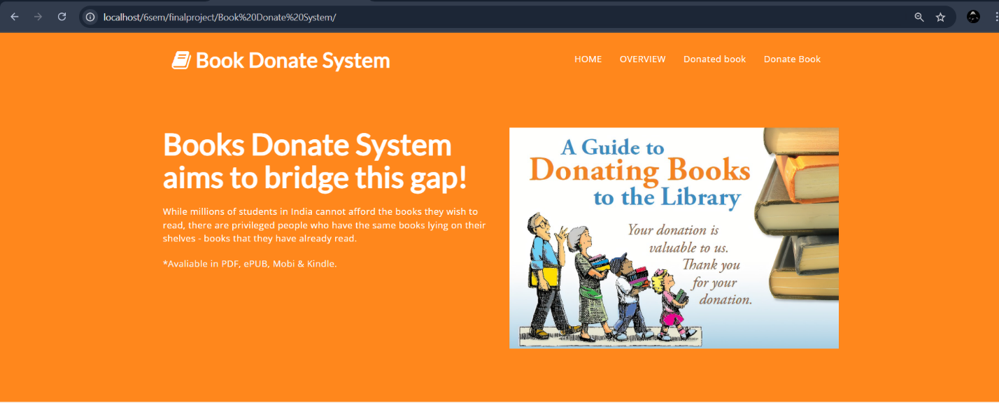 localhost/6sem/finalproject/Book%20Donate%20System/
Book Donate System
HOME OVERVIEW Donated book Donate Book
Books Donate System
aims to bridge this gap!
While millions of students in India cannot afford the books they wish to
read, there are privileged people who have the same books lying on their
shelves - books that they have already read.
*Avaliable in PDF, ePUB, Mobi & Kindle.
A Guide to
Donating Books
to the Library
Your donation is
valuable to us.
Thank you
for your
donation.